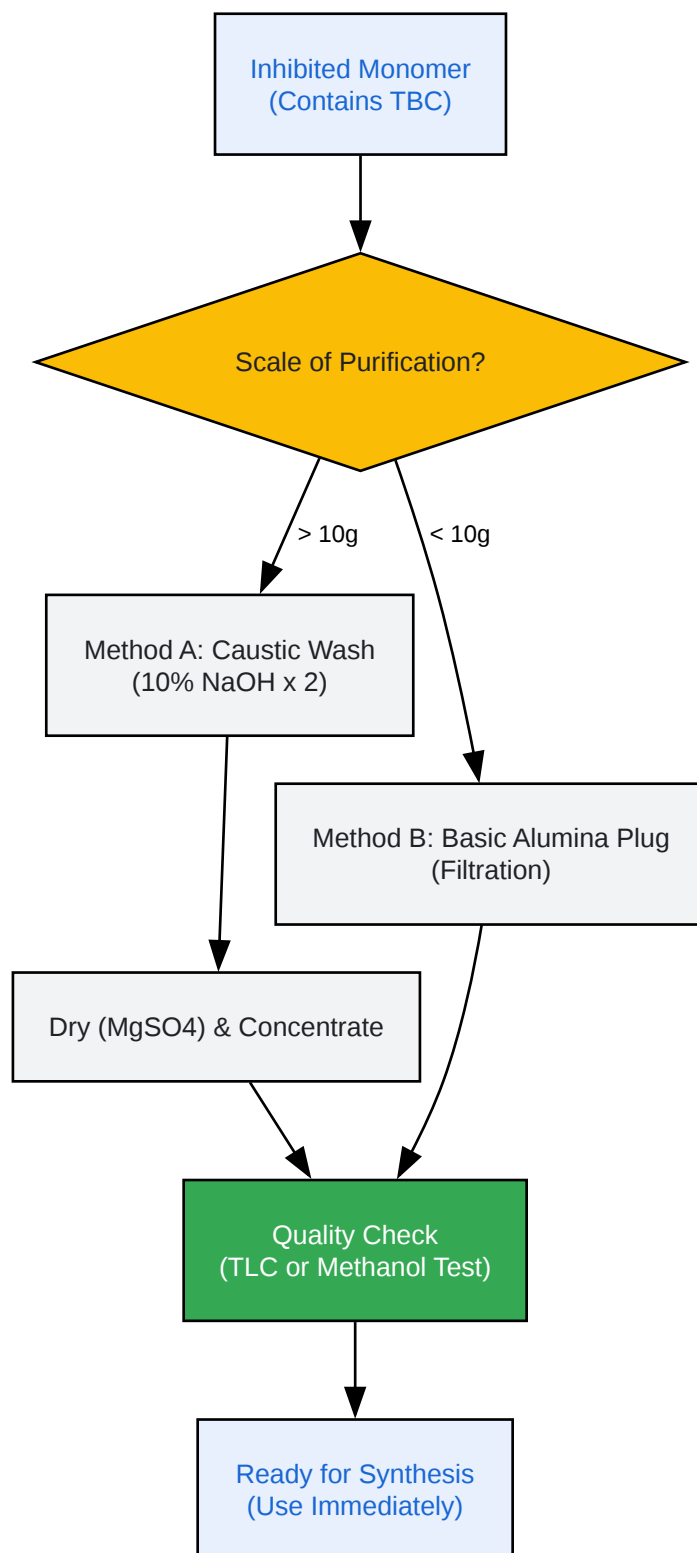 Inhibited Monomer
(Contains TBC)
Scale of Purification?
> 10g
< 10g
Method A: Caustic Wash
(10% NaOH x 2)
Method B: Basic Alumina Plug
(Filtration)
Dry (MgSO4) & Concentrate
Quality Check
(TLC or Methanol Test)
Ready for Synthesis
(Use Immediately)